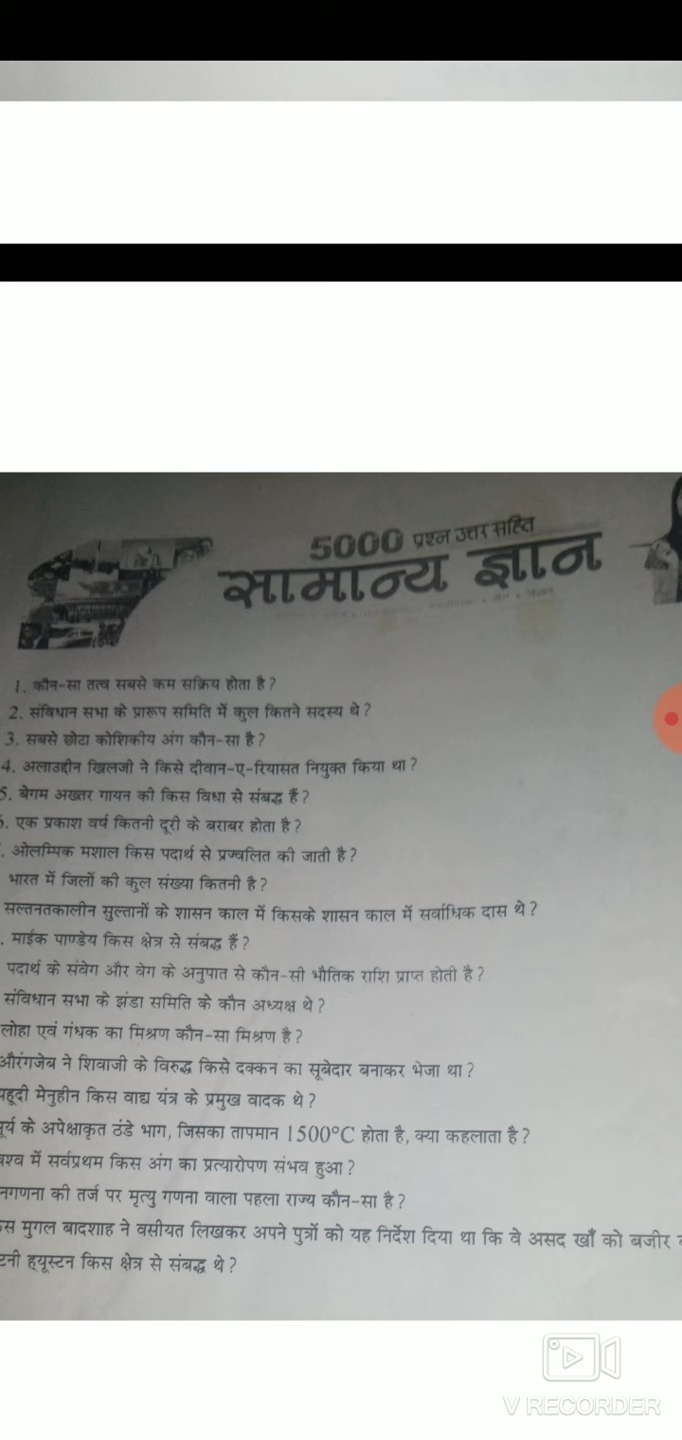 5000 प्रश्न उत्तर सहित
सामान्य ज्ञान
1. कौन-सा तत्व सबसे कम सक्रिय होता है?
2. संविधान सभा के प्रारूप समिति में कुल कितने सदस्य थे?
3. सबसे छोटा कोशिकीय अंग कौन-सा है?
4. अलाउद्दीन खिलजी ने किसे दीवान-ए-रियासत नियुक्त किया था?
5. बेगम अख्तर गायन की किस विधा से संबद्ध हैं?
. एक प्रकाश वर्ष कितनी दूरी के बराबर होता है?
. ओलम्पिक मशाल किस पदार्थ से प्रज्वलित की जाती है?
भारत में जिलों की कुल संख्या कितनी है?
सल्तनतकालीन सुल्तानों के शासन काल में किसके शासन काल में सर्वाधिक दास थे?
. माईक पाण्डेय किस क्षेत्र से संबद्ध हैं?
पदार्थ के संवेग और वेग के अनुपात से कौन-सी भौतिक राशि प्राप्त होती है?
संविधान सभा के झंडा समिति के कौन अध्यक्ष थे?
लोहा एवं गंधक का मिश्रण कौन-सा मिश्रण है?
औरंगजेब ने शिवाजी के विरुद्ध किसे दक्कन का सूबेदार बनाकर भेजा था?
हूदी मेनुहीन किस वाद्य यंत्र के प्रमुख वादक थे?
र्य के अपेक्षाकृत ठंडे भाग, जिसका तापमान 1500°C होता है, क्या कहलाता है?
श्व में सर्वप्रथम किस अंग का प्रत्यारोपण संभव हुआ?
नगणना की तर्ज पर मृत्यु गणना वाला पहला राज्य कौन-सा है?
स मुगल बादशाह ने वसीयत लिखकर अपने पुत्रों को यह निर्देश दिया था कि वे असद खाँ को बजीर
टनी ह्यूस्टन किस क्षेत्र से संबद्ध थे?
V RECORDER